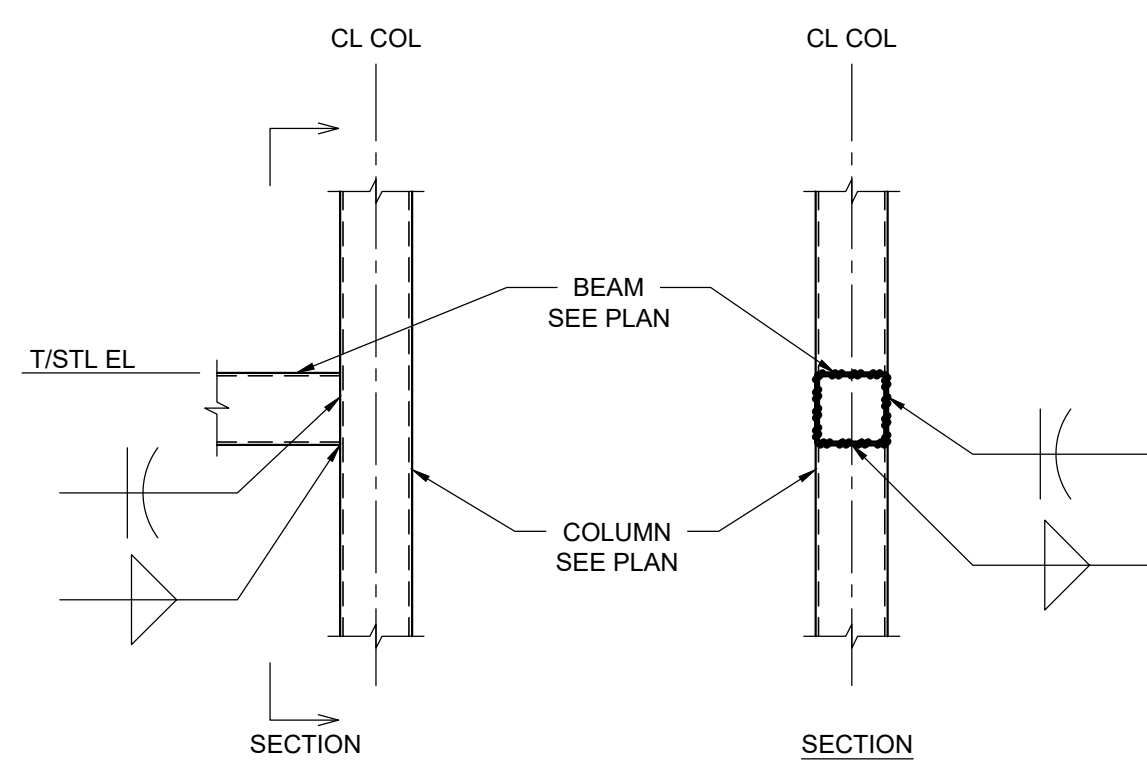 CL COL
CL COL
BEAM
SEE PLAN
T/STL EL
COLUMN
SEE PLAN
SECTION
SECTION